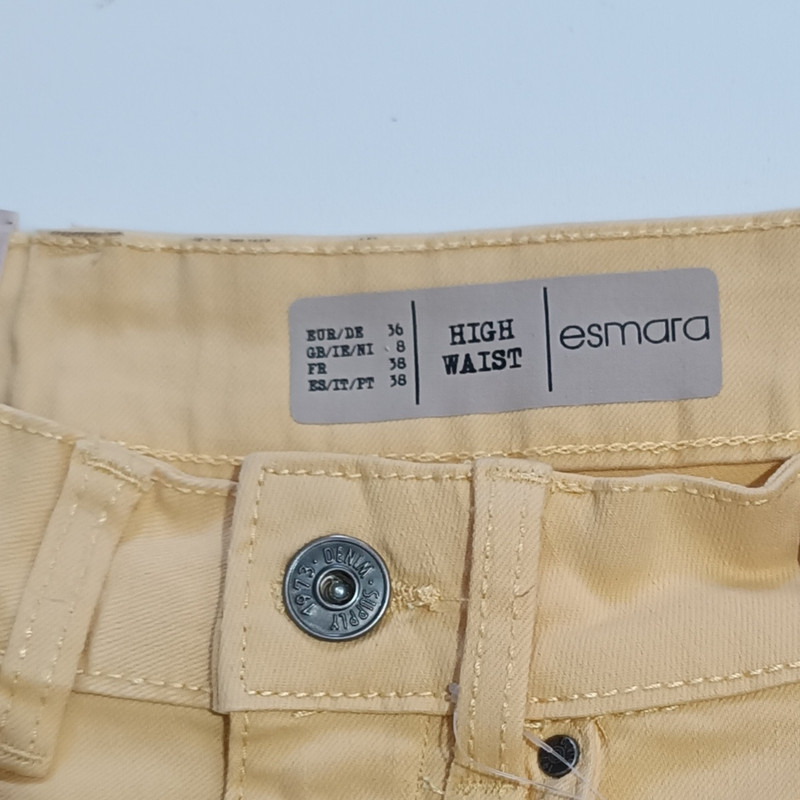 EUR/DE 36
GB/IE/NI 8
FR 38
ES/IT/PT 38
HIGH
WAIST
esmara
1973 · DENIM · SUPPLY